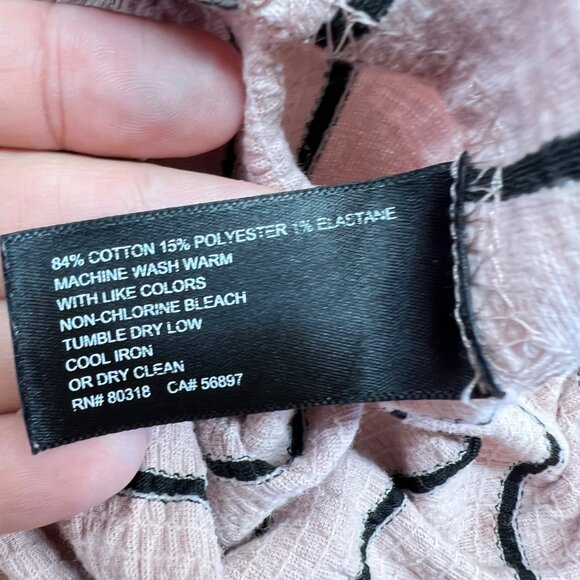 84% COTTON 15% POLYESTER 1% ELASTANE
MACHINE WASH WARM
WITH LIKE COLORS
NON-CHLORINE BLEACH
TUMBLE DRY LOW
COOL IRON
OR DRY CLEAN
RN# 80318 CA# 56897